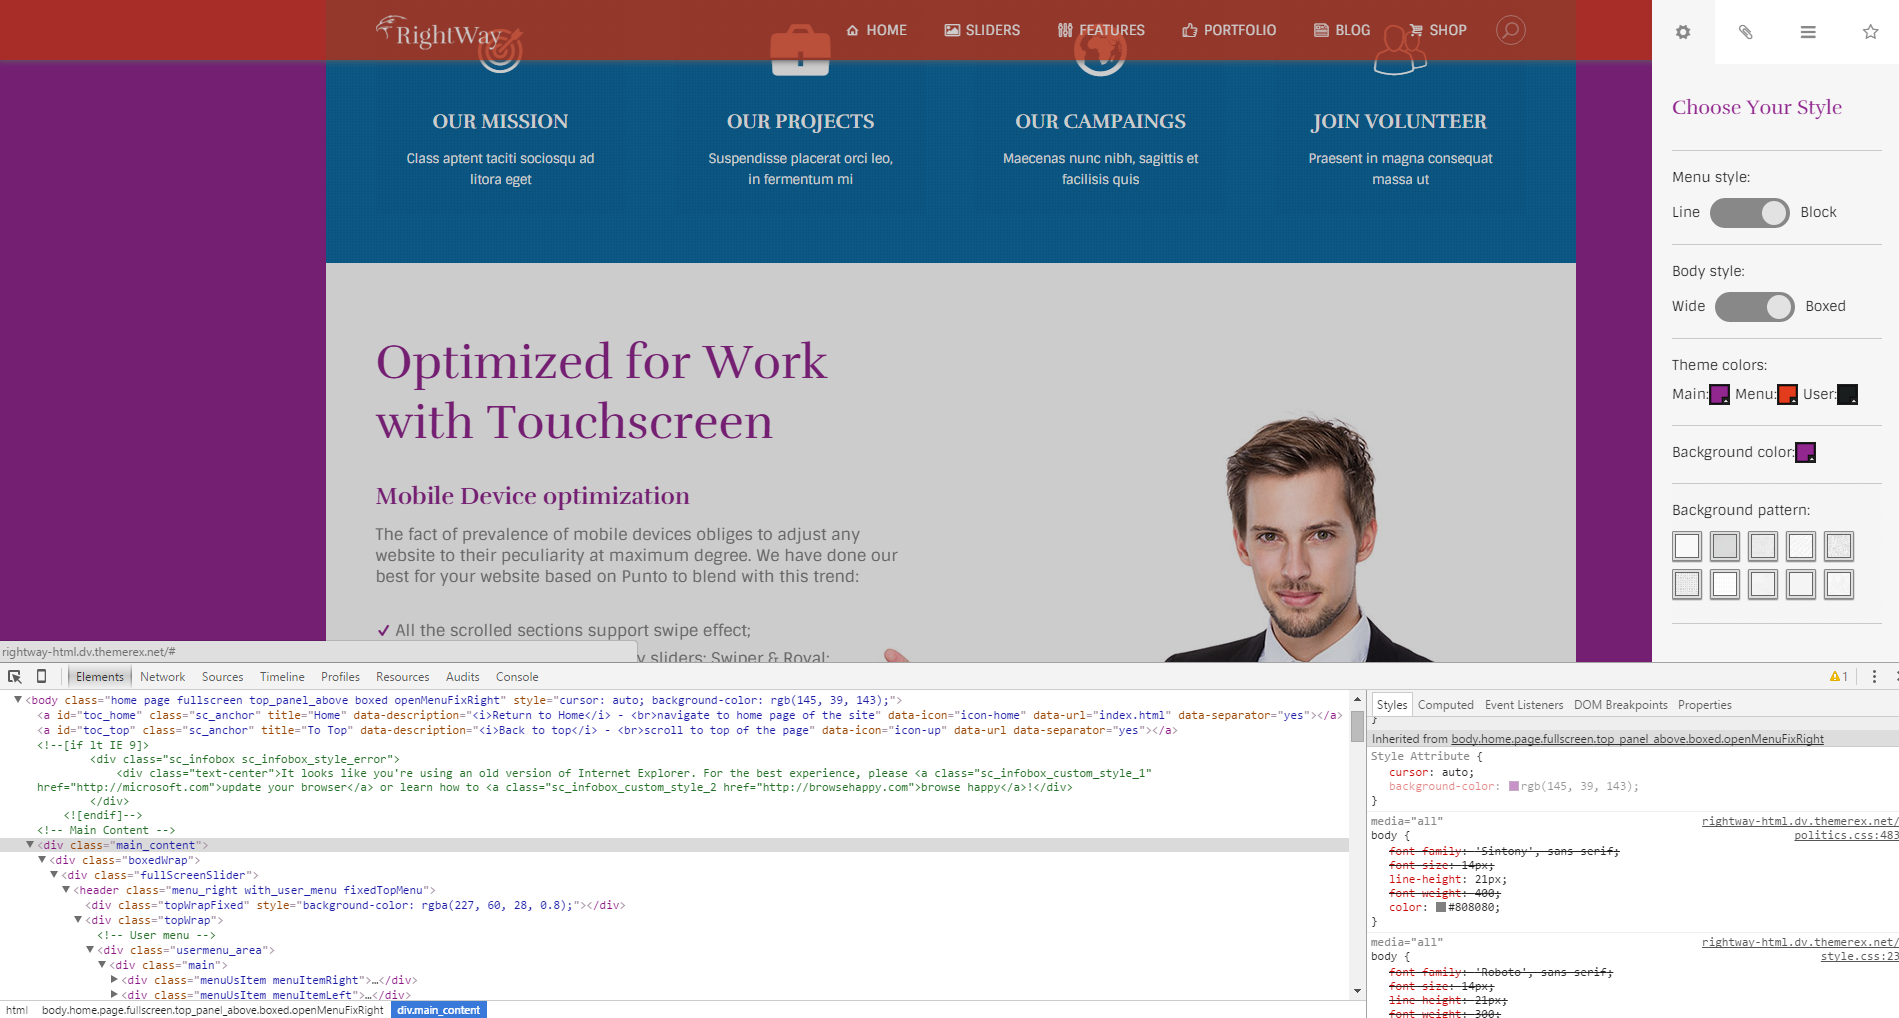 RightWay
HOME
SLIDERS
FEATURES
PORTFOLIO
BLOG
SHOP
OUR MISSION
Class aptent taciti sociosqu ad
litora eget
OUR PROJECTS
Suspendisse placerat orci leo,
in fermentum mi
OUR CAMPAINGS
Maecenas nunc nibh, sagittis et
facilisis quis
JOIN VOLUNTEER
Praesent in magna consequat
massa ut
Optimized for Work
with Touchscreen
Mobile Device optimization
The fact of prevalence of mobile devices obliges to adjust any
website to their peculiarity at maximum degree. We have done our
best for your website based on Punto to blend with this trend:
All the scrolled sections support swipe effect;
y sliders: Swiper & Royal;
Choose Your Style
Menu style:
Line
Block
Body style:
Wide
Boxed
Theme colors:
Main: Menu: User:
Background color:
Background pattern:
rightway-html.dv.themerex.net/#
Elements Network Sources Timeline Profiles Resources Audits Console
1
<body class="home page fullscreen top_panel_above boxed openMenuFixRight" style="cursor: auto; background-color: rgb(145, 39, 143);">
<a id="toc_home" class="sc_anchor" title="Home" data-description="<i>Return to Home</i> - <br>navigate to home page of the site" data-icon="icon-home" data-url="index.html" data-separator="yes"></a>
<a id="toc_top" class="sc_anchor" title="To Top" data-description="<i>Back to top</i> - <br>scroll to top of the page" data-icon="icon-up" data-url data-separator="yes"></a>
<!--[if lt IE 9]>
<div class="sc_infobox sc_infobox_style_error">
<div class="text-center">It looks like you're using an old version of Internet Explorer. For the best experience, please <a class="sc_infobox_custom_style_1"
href="http://microsoft.com">update your browser</a> or learn how to <a class="sc_infobox_custom_style_2 href="http://browsehappy.com">browse happy</a>!</div>
</div>
<![endif]-->
<!-- Main Content -->
<div class="main_content">
<div class="boxedWrap">
<div class="fullScreenSlider">
<header class="menu_right with_user_menu fixedTopMenu">
<div class="topWrapFixed" style="background-color: rgba(227, 60, 28, 0.8);"></div>
<div class="topWrap">
<!-- User menu -->
<div class="usermenu_area">
<div class="main">
<div class="menuUsItem menuItemRight">…</div>
<div class="menuUsItem menuItemLeft">…</div>
html body.home.page.fullscreen.top_panel_above.boxed.openMenuFixRight div.main_content
Styles Computed Event Listeners DOM Breakpoints Properties
}
Inherited from body.home.page.fullscreen.top_panel_above.boxed.openMenuFixRight
Style Attribute {
cursor: auto;
background-color: rgb(145, 39, 143);
}
media="all" rightway-html.dv.themerex.net/
body { politics.css:483
font-family: 'Sintony', sans-serif;
font-size: 14px;
line-height: 21px;
font-weight: 400;
color: #808080;
}
media="all" rightway-html.dv.themerex.net/
body { style.css:23
font-family: 'Roboto', sans-serif;
font-size: 14px;
line-height: 21px;
font-weight: 300;